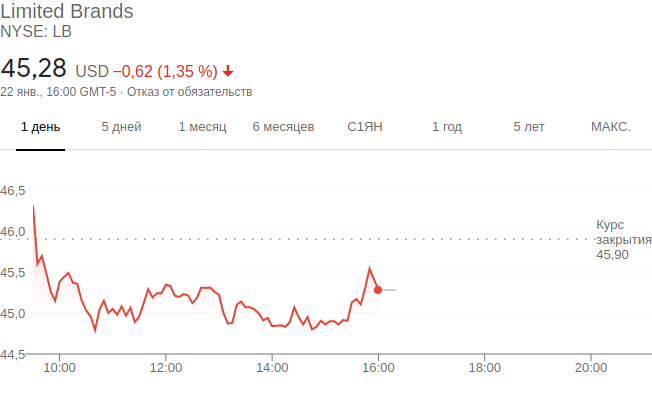 Limited Brands
NYSE: LB
45,28 USD −0,62 (1,35 %)
22 янв., 16:00 GMT-5 · Отказ от обязательств
1 день 5 дней 1 месяц 6 месяцев С1ЯН 1 год 5 лет МАКС.
46,5
46,0
45,5
45,0
44,5
Курс
закрытия
45,90
10:00 12:00 14:00 16:00 18:00 20:00